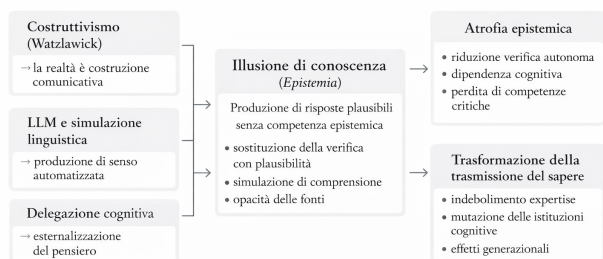 Costruttivismo
(Watzlawick)
→ la realtà è costruzione
comunicativa
LLM e simulazione
linguistica
→ produzione di senso
automatizzata
Delegazione cognitiva
→ esternalizzazione
del pensiero
Illusione di conoscenza
(Epistemia)
Produzione di risposte plausibili
senza competenza epistemica
• sostituzione della verifica
con plausibilità
• simulazione di comprensione
• opacità delle fonti
Atrofia epistemica
• riduzione verifica autonoma
• dipendenza cognitiva
• perdita di competenze
critiche
Trasformazione della
trasmissione del sapere
• indebolimento expertise
• mutazione delle istituzioni
cognitive
• effetti generazionali